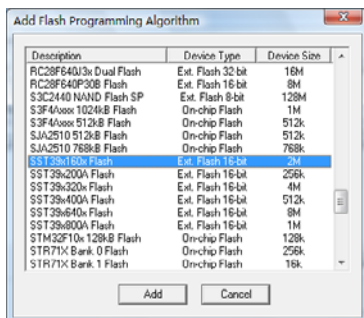 Add Flash Programming Algorithm
Description Device Type Device Size
RC28F640J3x Dual Flash Ext. Flash 32-bit 16M
RC28F640P30B Flash Ext. Flash 16-bit 8M
S3C2440 NAND Flash SP Ext. Flash 8-bit 128M
S3F4Axxx 1024kB Flash On-chip Flash 1M
S3F4Axxx 512kB Flash On-chip Flash 512k
SJA2510 512kB Flash On-chip Flash 512k
SJA2510 768kB Flash On-chip Flash 768k
SST39x160x Flash Ext. Flash 16-bit 2M
SST39x200A Flash Ext. Flash 16-bit 256k
SST39x320x Flash Ext. Flash 16-bit 4M
SST39x400A Flash Ext. Flash 16-bit 512k
SST39x640x Flash Ext. Flash 16-bit 8M
SST39x800A Flash Ext. Flash 16-bit 1M
STM32F10x 128kB Flash On-chip Flash 128k
STR71X Bank 0 Flash On-chip Flash 256k
STR71X Bank 1 Flash On-chip Flash 16k
Add Cancel